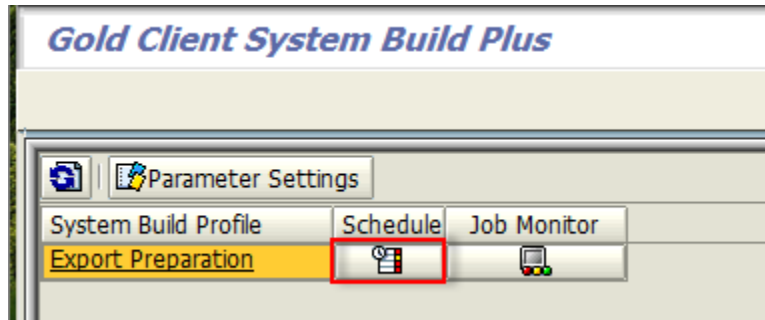 Gold Client System Build Plus
Parameter Settings
System Build Profile Schedule Job Monitor
Export Preparation